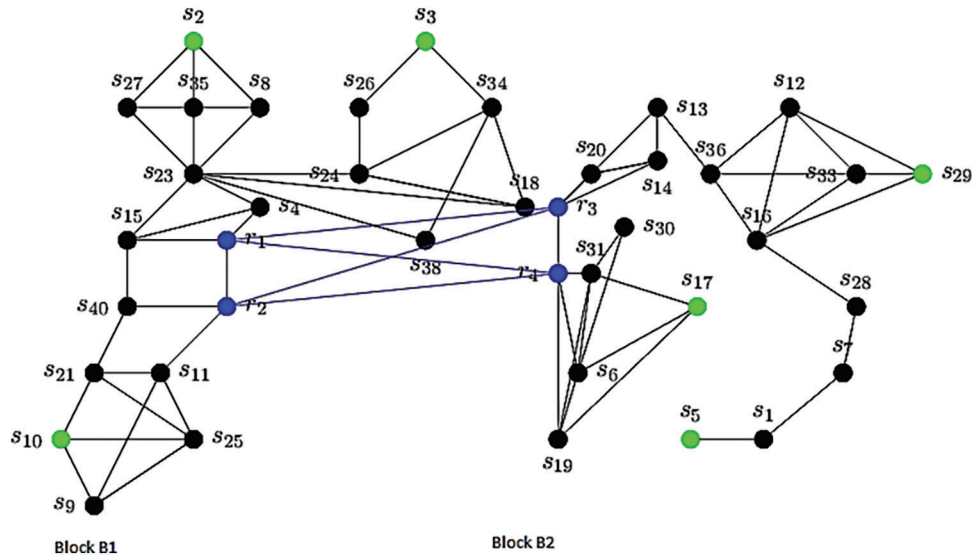 s2
s3
s27
s35
s8
s26
s34
s12
s13
s36
s20
s23
s24
s18
s14
s33
s29
s4
r3
s16
s15
r1
s30
s38
s31
r4
s17
s28
s40
r2
s7
s21
s11
s6
s5
s1
s10
s25
s19
s9
Block B1
Block B2